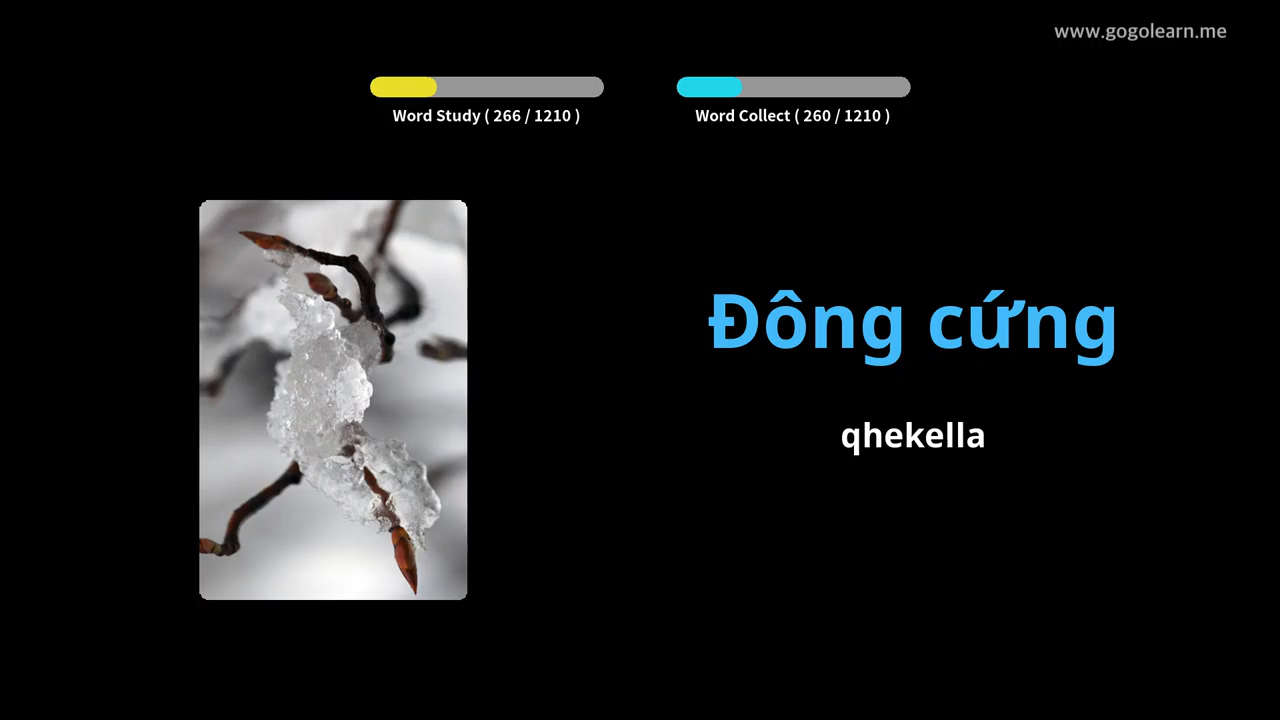 www.gogolearn.me
Word Study ( 266 / 1210 )
Word Collect ( 260 / 1210 )
Đông cứng
qhekella